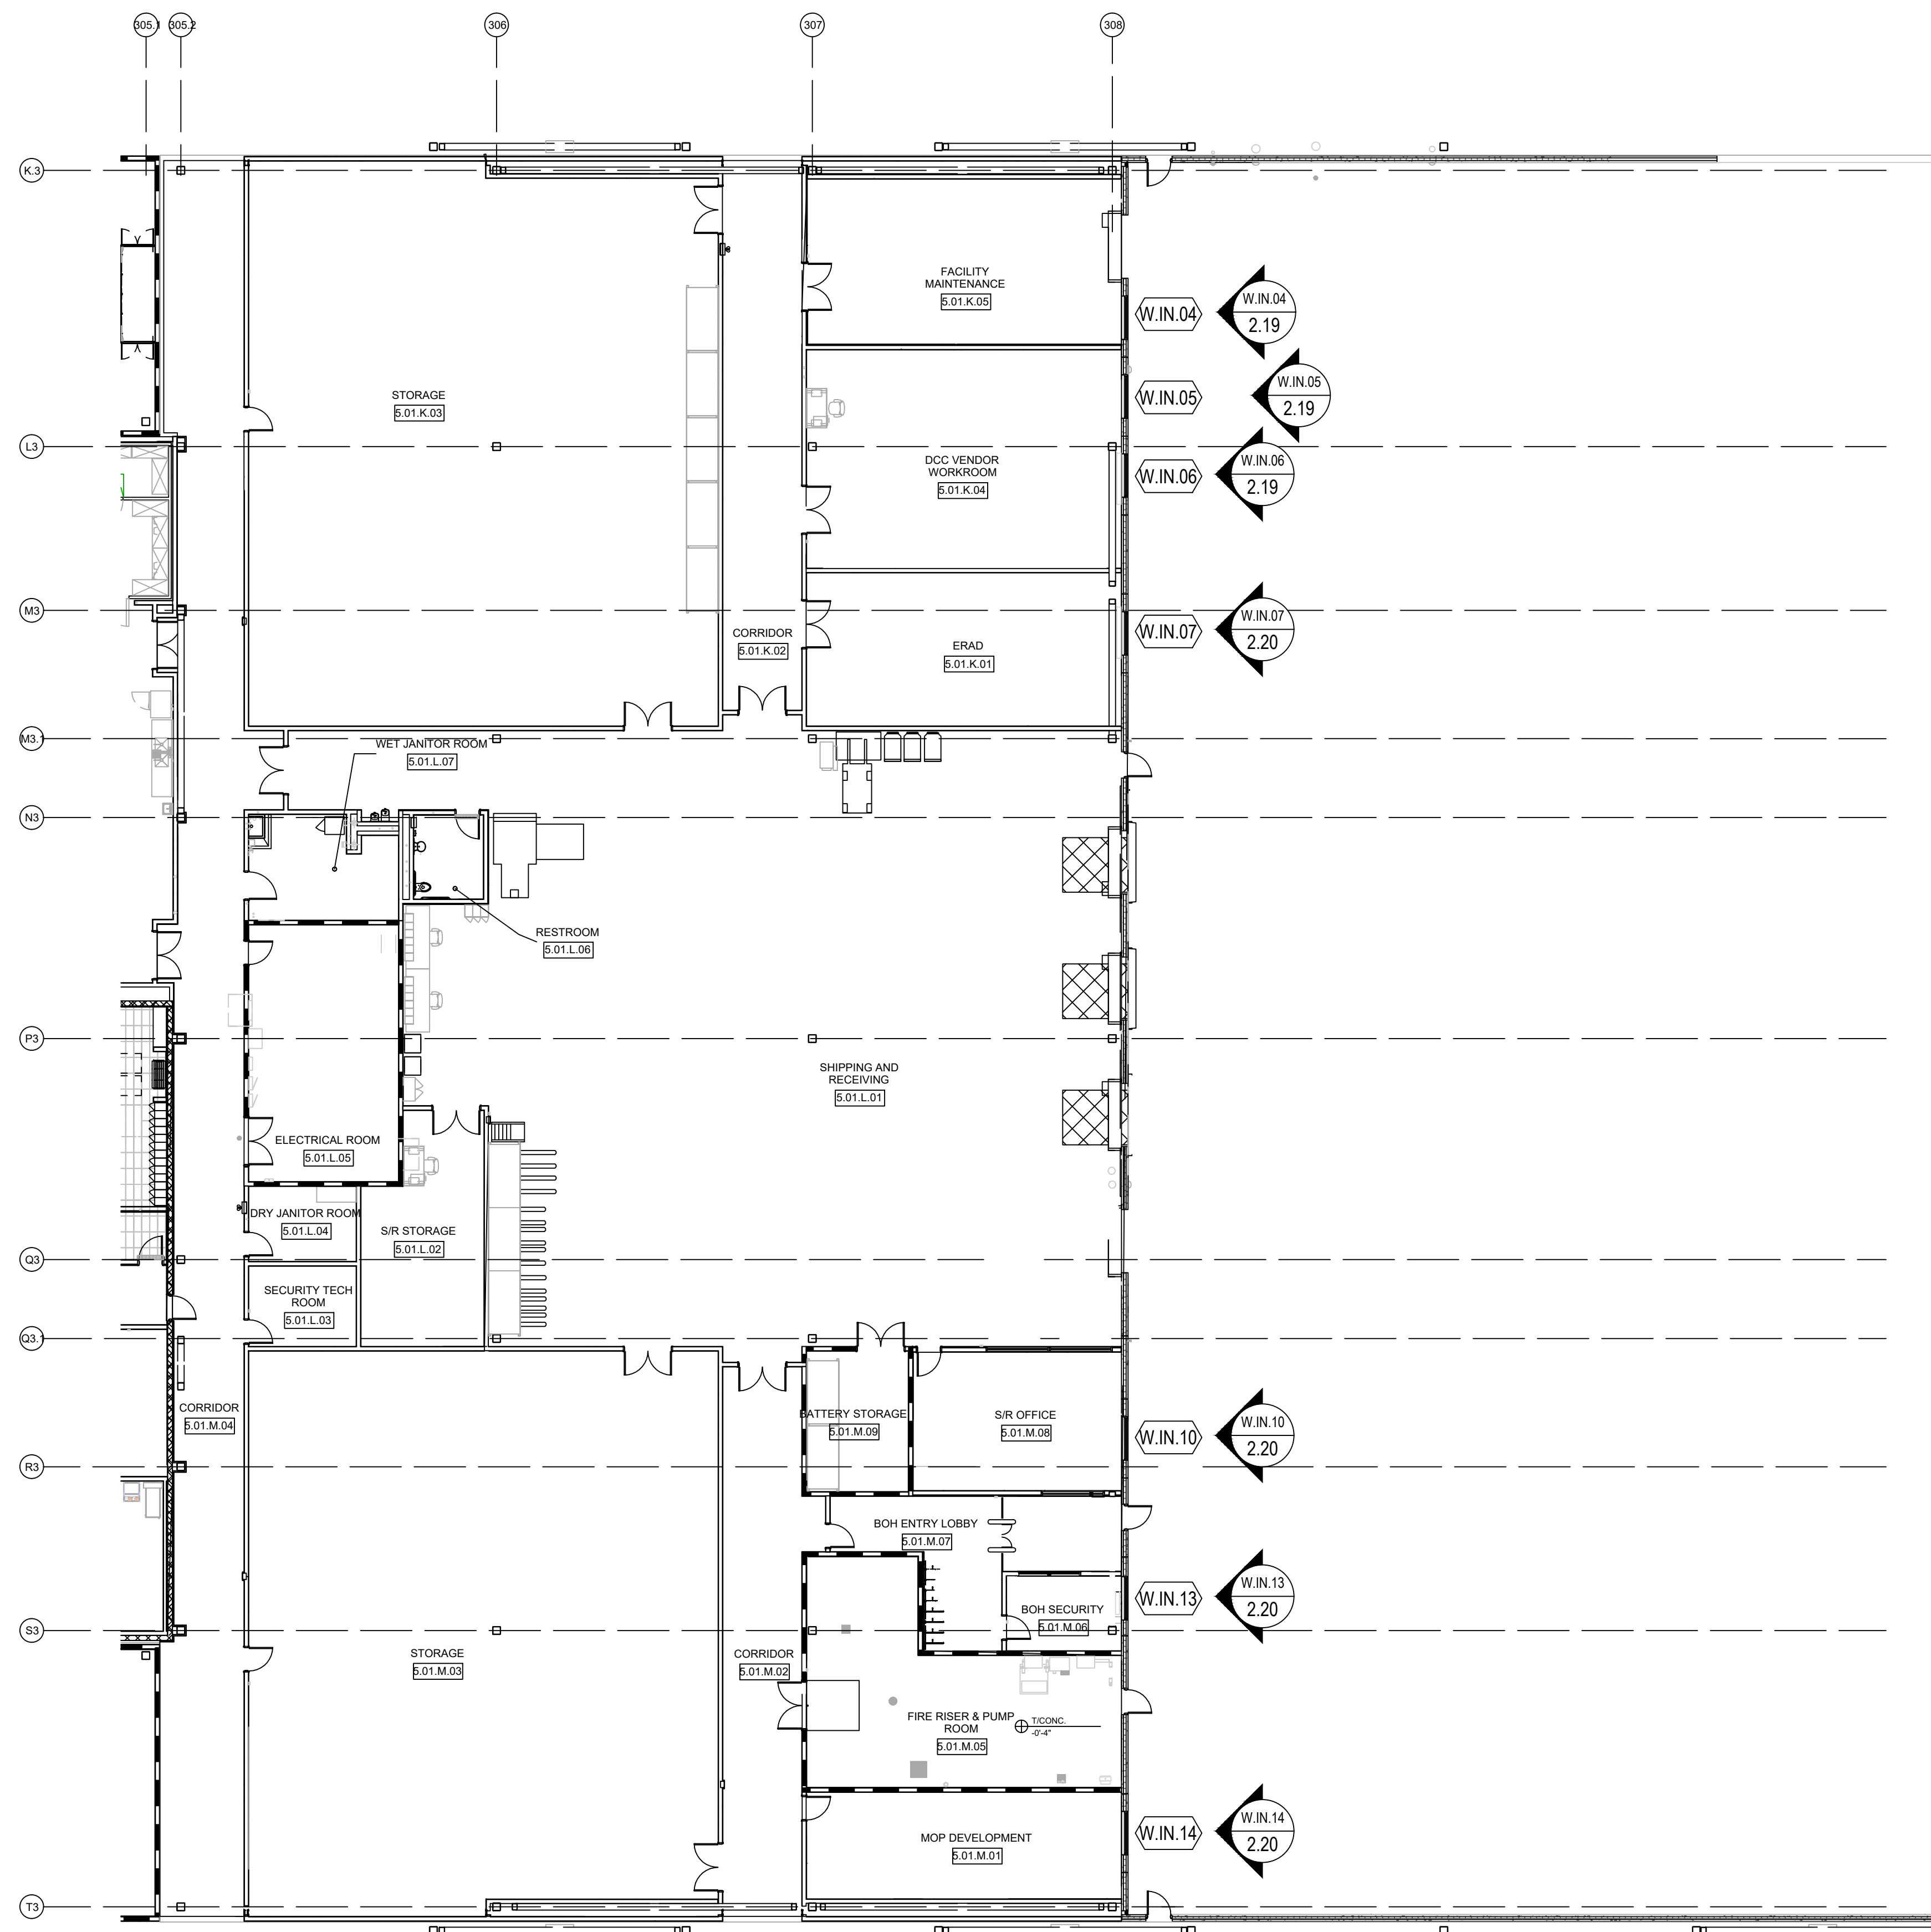 305.1 305.2 306 307 308
K.3
FACILITY
MAINTENANCE
5.01.K.05
W.IN.04
W.IN.04
2.19
STORAGE
5.01.K.03
W.IN.05
W.IN.05
2.19
L3
DCC VENDOR
WORKROOM
5.01.K.04
W.IN.06
W.IN.06
2.19
M3
CORRIDOR
5.01.K.02
ERAD
5.01.K.01
W.IN.07
W.IN.07
2.20
M3.1
WET JANITOR ROOM
5.01.L.07
N3
RESTROOM
5.01.L.06
P3
SHIPPING AND
RECEIVING
5.01.L.01
ELECTRICAL ROOM
5.01.L.05
DRY JANITOR ROOM
5.01.L.04
S/R STORAGE
5.01.L.02
Q3
SECURITY TECH
ROOM
5.01.L.03
Q3.1
CORRIDOR
5.01.M.04
BATTERY STORAGE
5.01.M.09
S/R OFFICE
5.01.M.08
W.IN.10
W.IN.10
2.20
R3
BOH ENTRY LOBBY
5.01.M.07
BOH SECURITY
5.01.M.06
W.IN.13
W.IN.13
2.20
S3
STORAGE
5.01.M.03
CORRIDOR
5.01.M.02
FIRE RISER & PUMP
ROOM
5.01.M.05
T/CONC.
-0'-4"
MOP DEVELOPMENT
5.01.M.01
W.IN.14
W.IN.14
2.20
T3